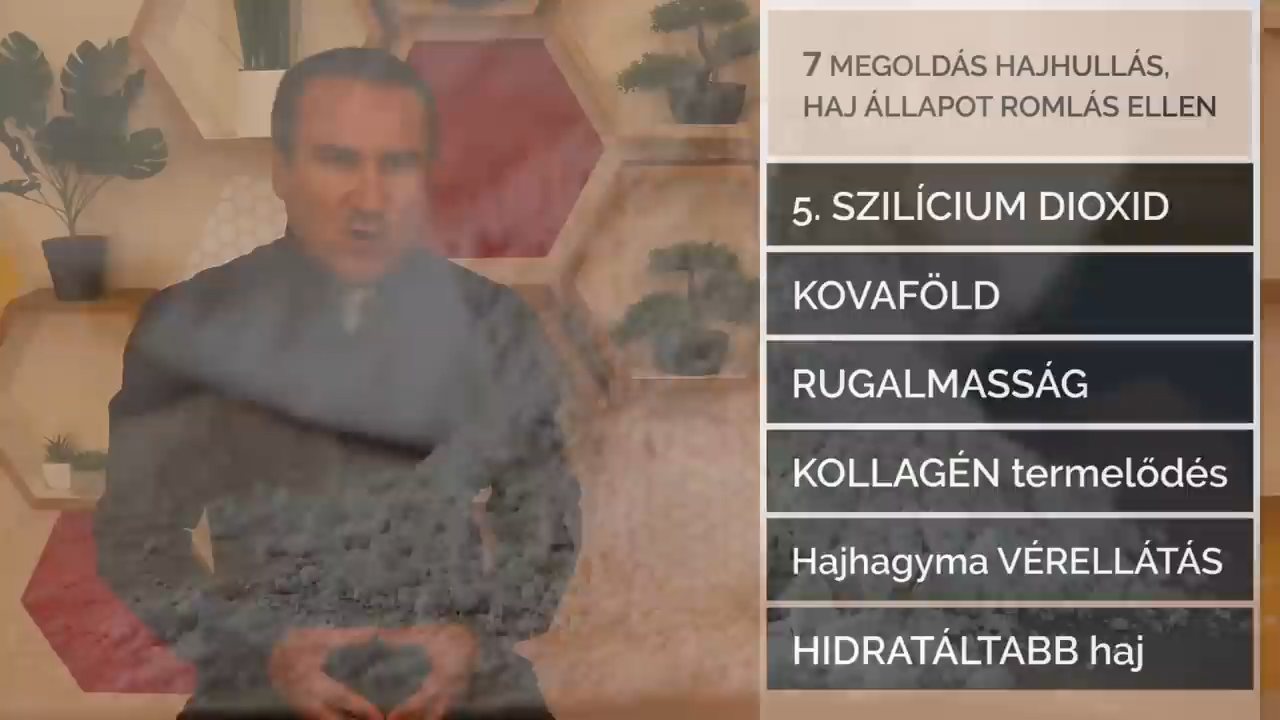 7 MEGOLDÁS HAJHULLÁS,
HAJ ÁLLAPOT ROMLÁS ELLEN
5. SZILÍCIUM DIOXID
KOVAFÖLD
RUGALMASSÁG
KOLLAGÉN termelődés
Hajhagyma VÉRELLÁTÁS
HIDRATÁLTABB haj